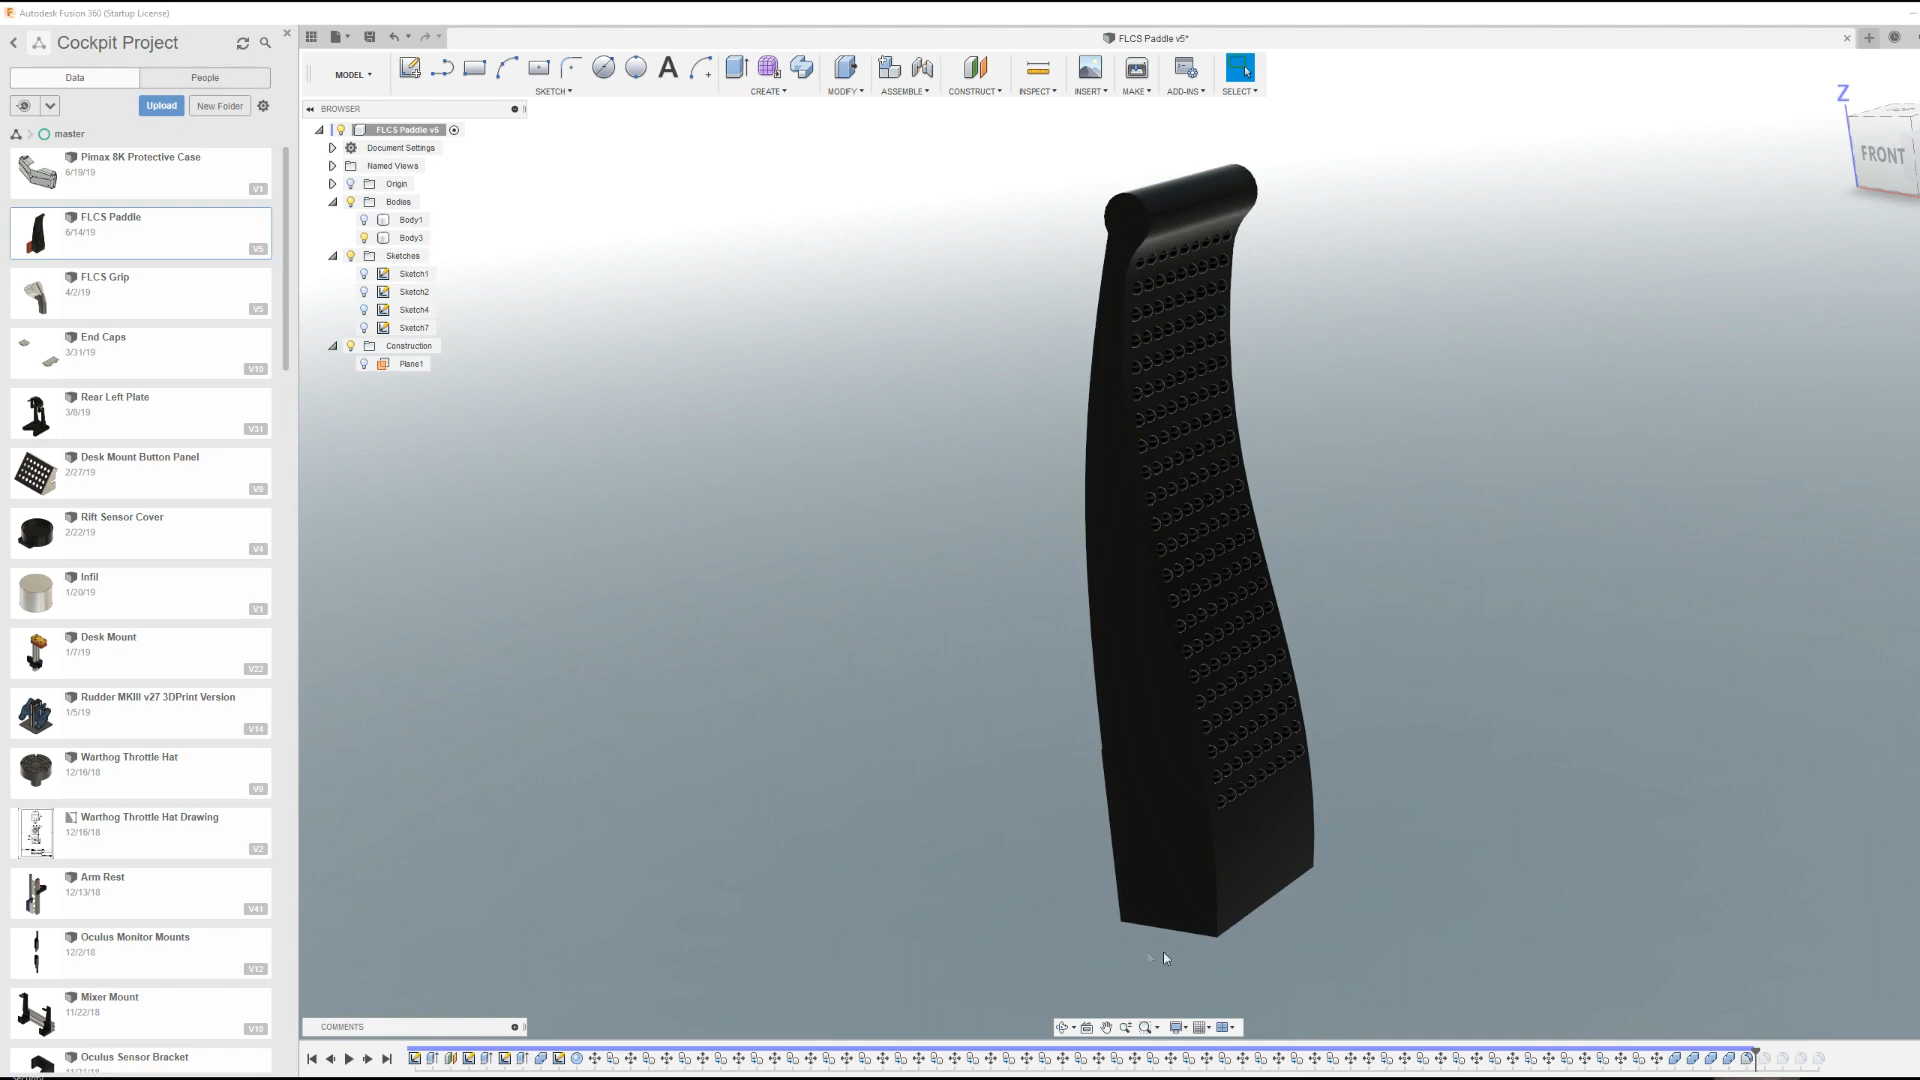 Autodesk Fusion 360 (Startup License)
Cockpit Project
Data
People
Upload
New Folder
master
Pimax 8K Protective Case
6/19/19
V1
FLCS Paddle
6/14/19
V5
FLCS Grip
4/2/19
V5
End Caps
3/31/19
V10
Rear Left Plate
3/8/19
V31
Desk Mount Button Panel
2/27/19
V9
Rift Sensor Cover
2/22/19
V4
Infil
1/20/19
V1
Desk Mount
1/7/19
V22
Rudder MKIII v27 3DPrint Version
1/5/19
V14
Warthog Throttle Hat
12/16/18
V9
Warthog Throttle Hat Drawing
12/16/18
V2
Arm Rest
12/13/18
V41
Oculus Monitor Mounts
12/2/18
V12
Mixer Mount
11/22/18
V10
Oculus Sensor Bracket
FLCS Paddle v5*
MODEL
SKETCH
CREATE
MODIFY
ASSEMBLE
CONSTRUCT
INSPECT
INSERT
MAKE
ADD-INS
SELECT
BROWSER
FLCS Paddle v5
Document Settings
Named Views
Origin
Bodies
Body1
Body3
Sketches
Sketch1
Sketch2
Sketch4
Sketch7
Construction
Plane1
Z
FRONT
COMMENTS